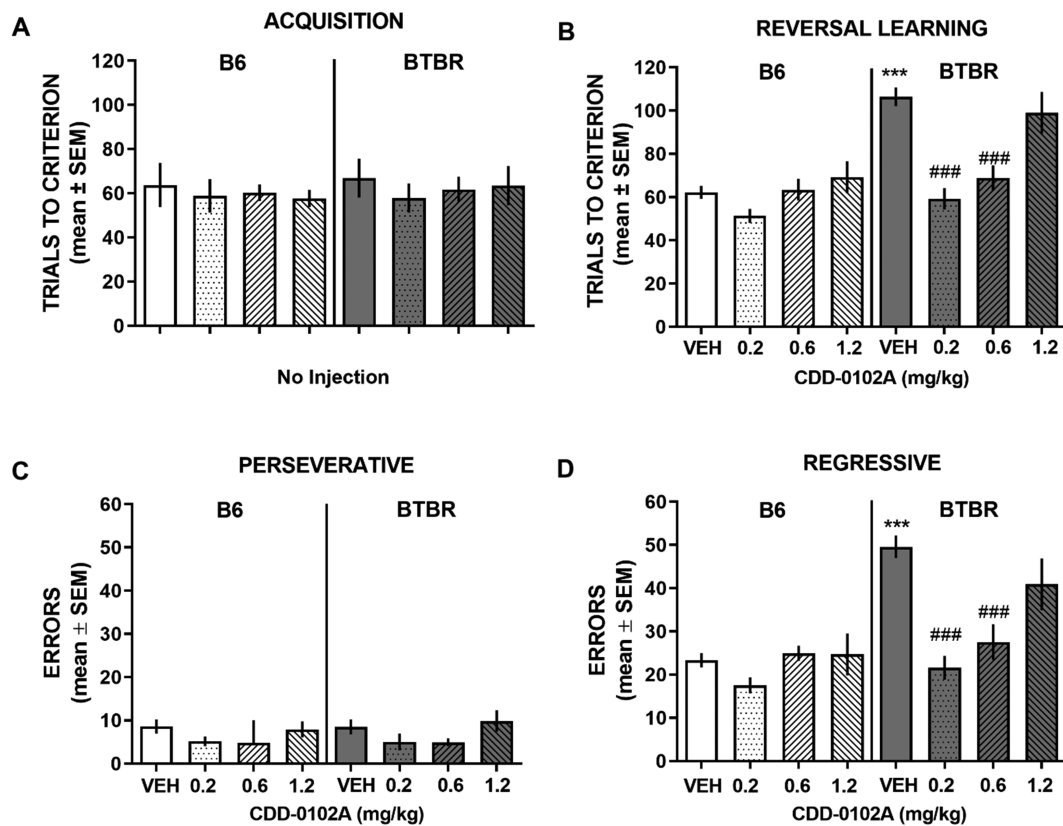 A
ACQUISITION
B6
BTBR
TRIALS TO CRITERION
(mean ± SEM)
120
100
80
60
40
20
0
No Injection
B
REVERSAL LEARNING
B6
BTBR
TRIALS TO CRITERION
(mean ± SEM)
120
100
80
60
40
20
0
***
###
###
VEH 0.2 0.6 1.2 VEH 0.2 0.6 1.2
CDD-0102A (mg/kg)
C
PERSEVERATIVE
B6
BTBR
ERRORS
(mean ± SEM)
60
50
40
30
20
10
0
VEH 0.2 0.6 1.2 VEH 0.2 0.6 1.2
CDD-0102A (mg/kg)
D
REGRESSIVE
B6
BTBR
ERRORS
(mean ± SEM)
60
50
40
30
20
10
0
***
###
###
VEH 0.2 0.6 1.2 VEH 0.2 0.6 1.2
CDD-0102A (mg/kg)